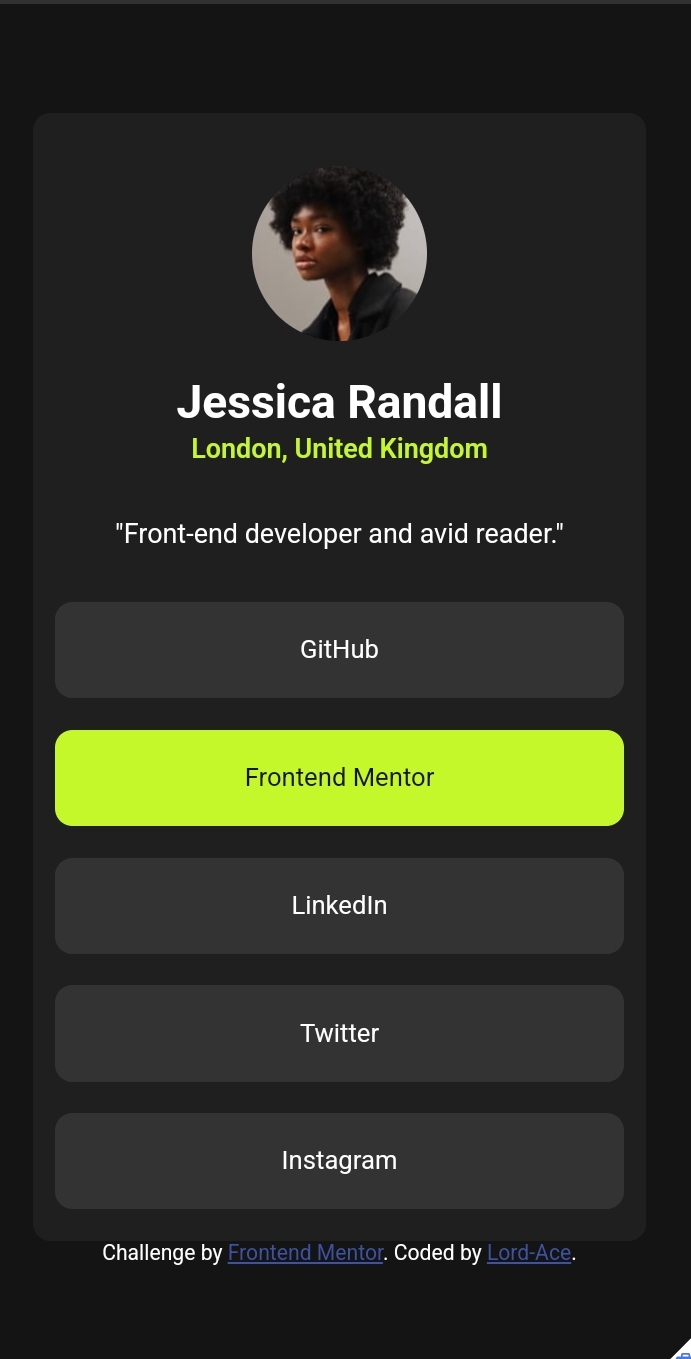 Jessica Randall
London, United Kingdom
"Front-end developer and avid reader."
GitHub
Frontend Mentor
LinkedIn
Twitter
Instagram
Challenge by Frontend Mentor. Coded by Lord-Ace.